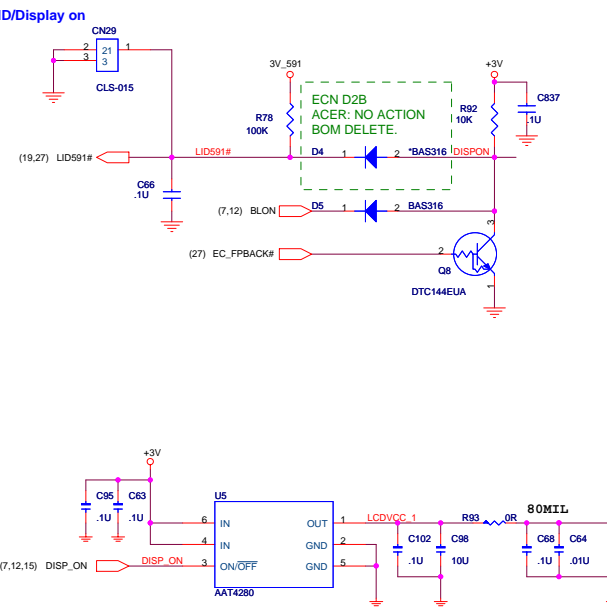 ID/Display on
CN29
2 21 1
3 3
CLS-015
3V_591
+3V
ECN D2B
ACER: NO ACTION
BOM DELETE.
R78
100K
R92
10K
C837
.1U
(19,27) LID591#
LID591#
D4 1 2 *BAS316 DISPON
C66
.1U
(7,12) BLON
D5 1 2 BAS316
3
(27) EC_FPBACK#
2
Q8
1
DTC144EUA
+3V
C95 C63
.1U .1U
U5
6 IN OUT 1
4 IN GND 2
3 ON/OFF GND 5
AAT4280
LCDVCC_1
R93 0R
80MIL
C102 C98
.1U 10U
C68 C64
.1U .01U
(7,12,15) DISP_ON
DISP_ON